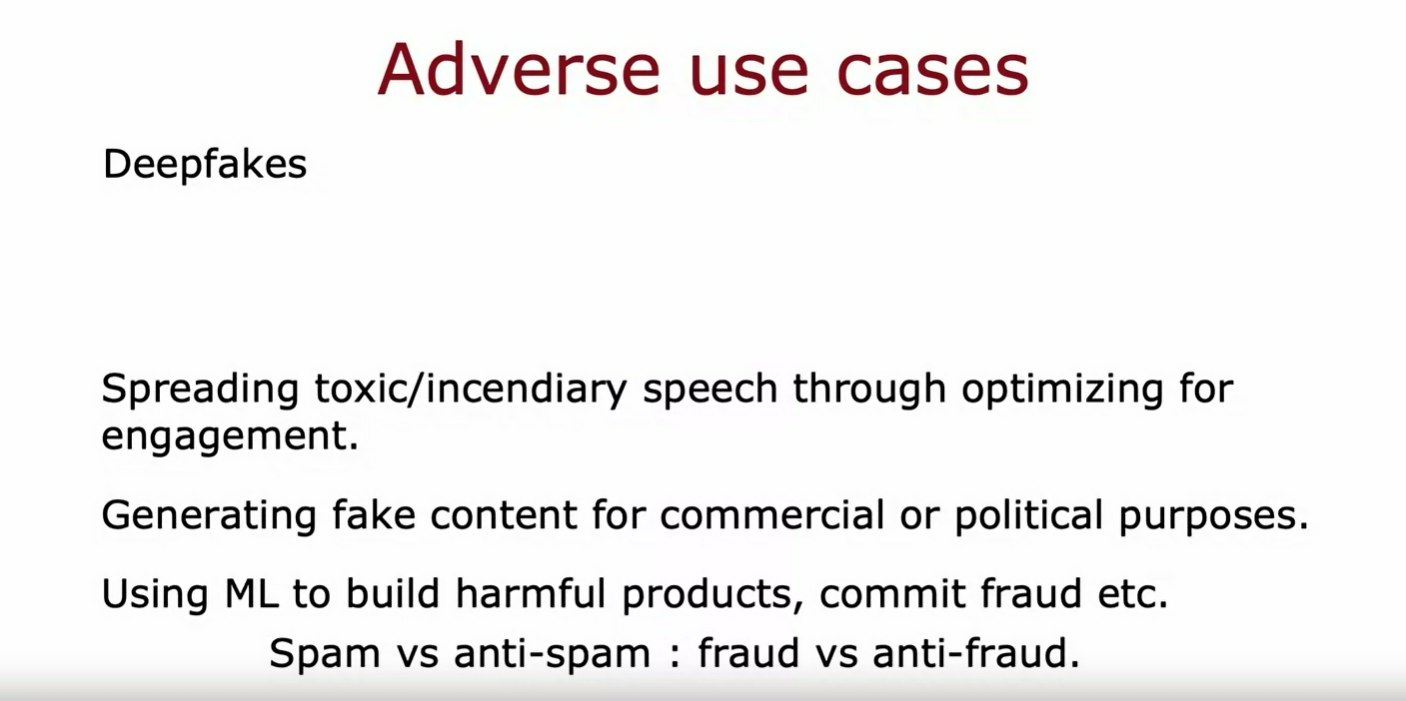 Adverse use cases
Deepfakes
Spreading toxic/incendiary speech through optimizing for
engagement.
Generating fake content for commercial or political purposes.
Using ML to build harmful products, commit fraud etc.
Spam vs anti-spam : fraud vs anti-fraud.